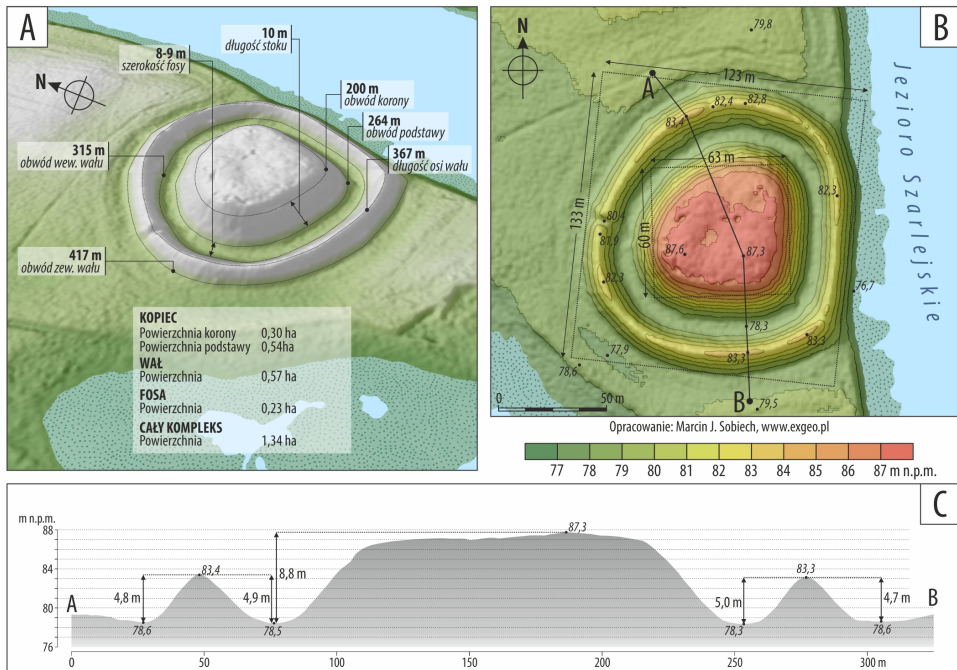 A
N
8-9 m
szerokość fosy
10 m
długość stoku
200 m
obwód korony
264 m
obwód podstawy
367 m
długość osi wału
315 m
obwód wew. wału
417 m
obwód zew. wału
KOPIEC
Powierzchnia korony 0,30 ha
Powierzchnia podstawy 0,54ha
WAŁ
Powierzchnia 0,57 ha
FOSA
Powierzchnia 0,23 ha
CAŁY KOMPLEKS
Powierzchnia 1,34 ha
B
N
79,8
A
123 m
82,4
82,8
83,4
63 m
82,3
133 m
60 m
80,4
81,9
87,6
87,3
82,3
76,7
78,3
83,3
83,3
77,9
78,6
B
79,5
0 50 m
Jezioro Szarlejskie
Opracowanie: Marcin J. Sobiech, www.exgeo.pl
77 78 79 80 81 82 83 84 85 86 87 m n.p.m.
C
m n.p.m.
88
84
80
76
A
4,8 m
78,6
83,4
4,9 m
78,5
8,8 m
87,3
5,0 m
78,3
83,3
4,7 m
78,6
B
0 50 100 150 200 250 300 m